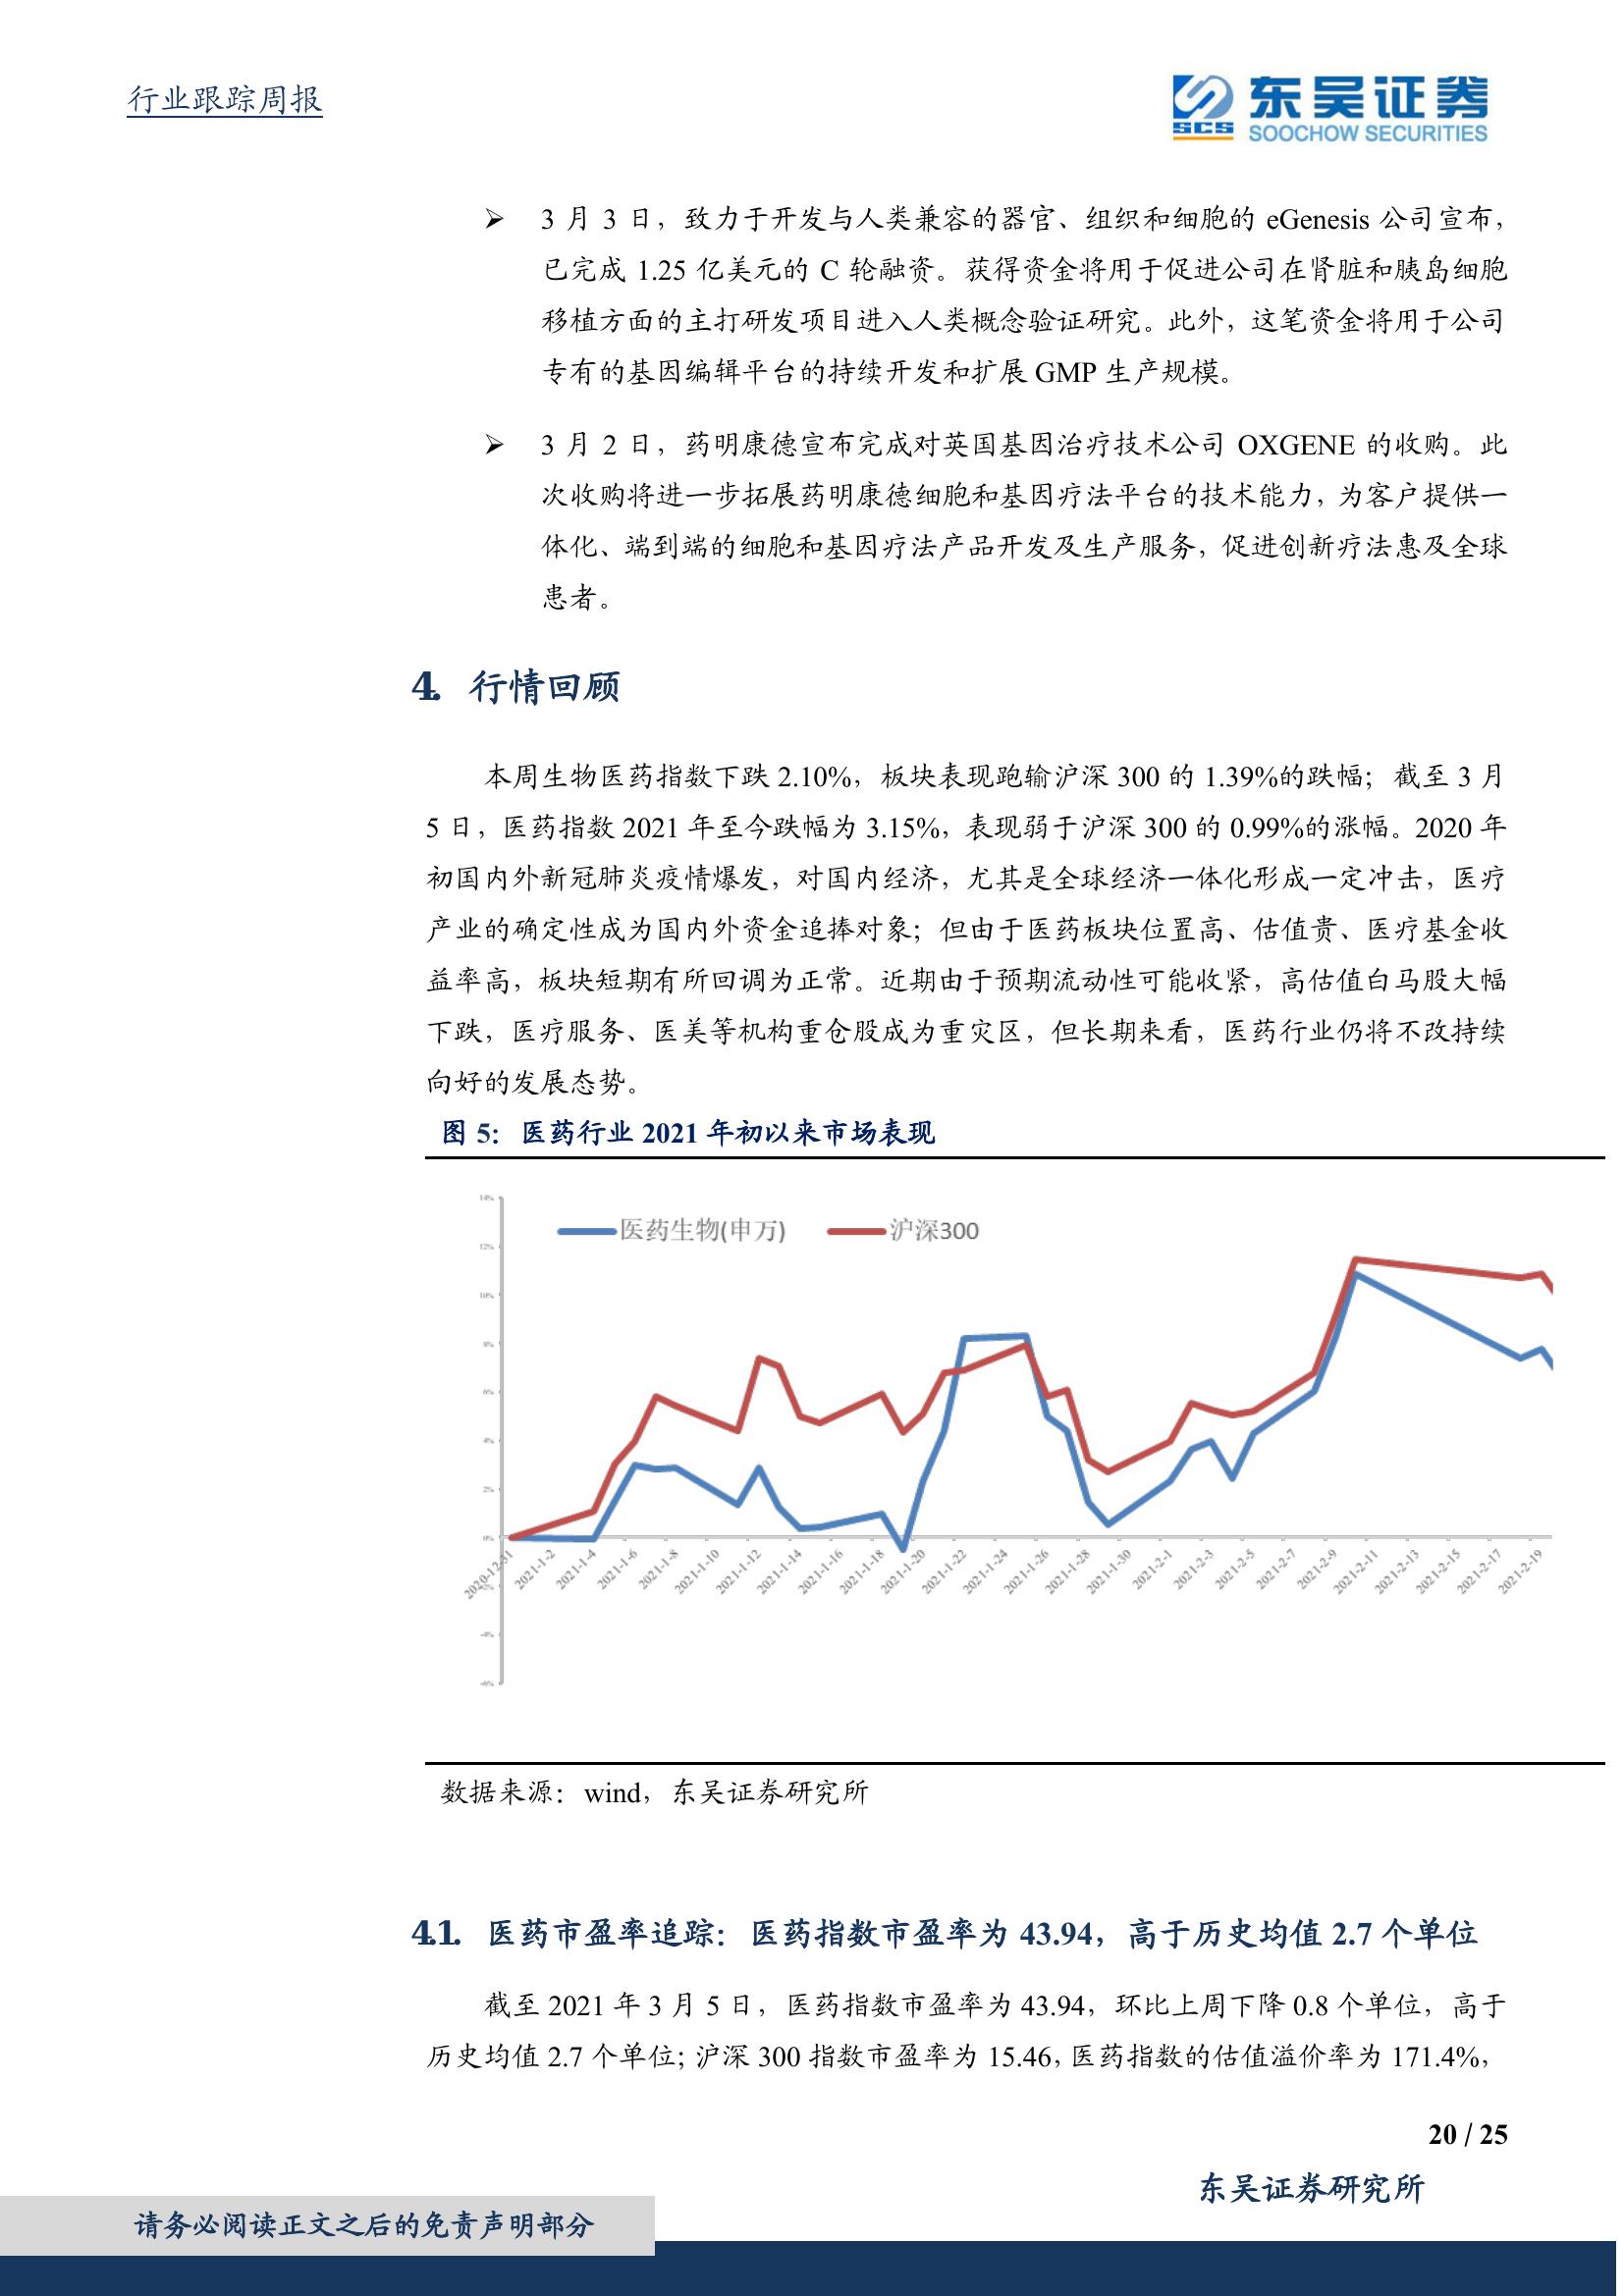 行业跟踪周报
SCS 东吴证券
SOOCHOW SECURITIES
➢ 3 月 3 日，致力于开发与人类兼容的器官、组织和细胞的 eGenesis 公司宣布，
已完成 1.25 亿美元的 C 轮融资。获得资金将用于促进公司在肾脏和胰岛细胞
移植方面的主打研发项目进入人类概念验证研究。此外，这笔资金将用于公司
专有的基因编辑平台的持续开发和扩展 GMP 生产规模。
➢ 3 月 2 日，药明康德宣布完成对英国基因治疗技术公司 OXGENE 的收购。此
次收购将进一步拓展药明康德细胞和基因疗法平台的技术能力，为客户提供一
体化、端到端的细胞和基因疗法产品开发及生产服务，促进创新疗法惠及全球
患者。
4. 行情回顾
本周生物医药指数下跌 2.10%，板块表现跑输沪深 300 的 1.39%的跌幅；截至 3 月
5 日，医药指数 2021 年至今跌幅为 3.15%，表现弱于沪深 300 的 0.99%的涨幅。2020 年
初国内外新冠肺炎疫情爆发，对国内经济，尤其是全球经济一体化形成一定冲击，医疗
产业的确定性成为国内外资金追捧对象；但由于医药板块位置高、估值贵、医疗基金收
益率高，板块短期有所回调为正常。近期由于预期流动性可能收紧，高估值白马股大幅
下跌，医疗服务、医美等机构重仓股成为重灾区，但长期来看，医药行业仍将不改持续
向好的发展态势。
图 5：医药行业 2021 年初以来市场表现
14%
医药生物(申万) 沪深300
12%
10%
8%
6%
4%
2%
0%
2020-12-31 2021-1-2 2021-1-4 2021-1-6 2021-1-8 2021-1-10 2021-1-12 2021-1-14 2021-1-16 2021-1-18 2021-1-20 2021-1-22 2021-1-24 2021-1-26 2021-1-28 2021-1-30 2021-2-1 2021-2-3 2021-2-5 2021-2-7 2021-2-9 2021-2-11 2021-2-13 2021-2-15 2021-2-17 2021-2-19
-2%
-4%
-6%
数据来源：wind，东吴证券研究所
4.1. 医药市盈率追踪：医药指数市盈率为 43.94，高于历史均值 2.7 个单位
截至 2021 年 3 月 5 日，医药指数市盈率为 43.94，环比上周下降 0.8 个单位，高于
历史均值 2.7 个单位；沪深 300 指数市盈率为 15.46，医药指数的估值溢价率为 171.4%，
20 / 25
东吴证券研究所
请务必阅读正文之后的免责声明部分